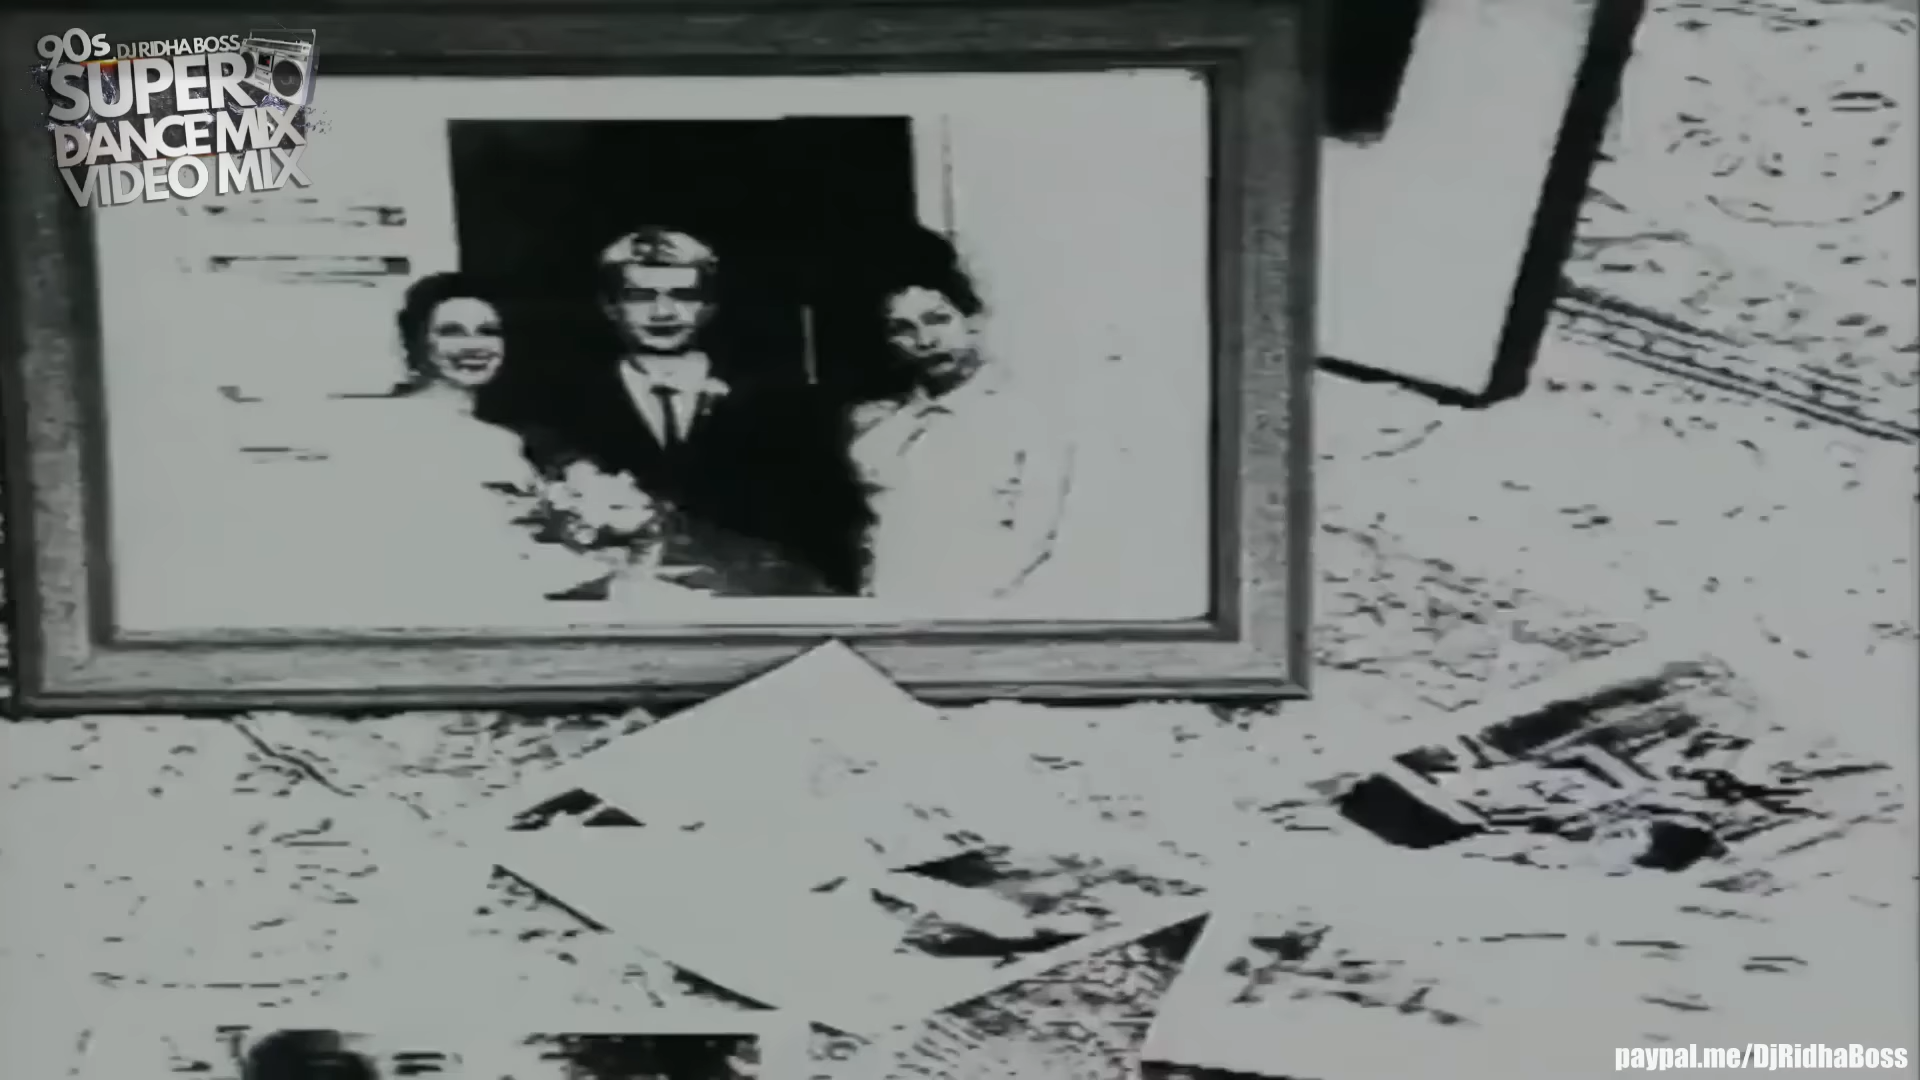 90s DJ RIDHA BOSS
SUPER
DANCE MIX
VIDEO MIX
paypal.me/DjRidhaBoss